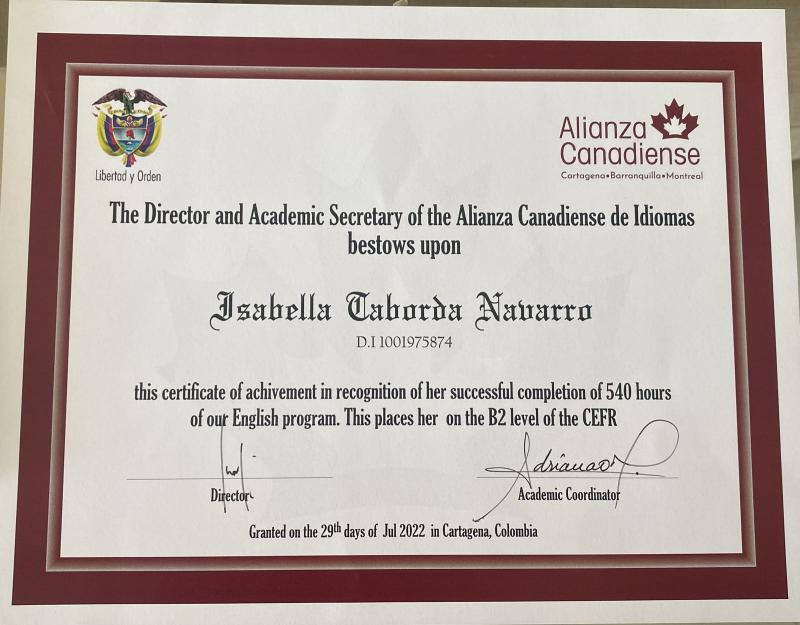 Libertad y Orden
Alianza
Canadiense
Cartagena•Barranquilla•Montreal
The Director and Academic Secretary of the Alianza Canadiense de Idiomas
bestows upon
Isabella Taborda Navarro
D.I 1001975874
this certificate of achivement in recognition of her successful completion of 540 hours
of our English program. This places her on the B2 level of the CEFR
Director
Academic Coordinator
Granted on the 29th days of Jul 2022 in Cartagena, Colombia